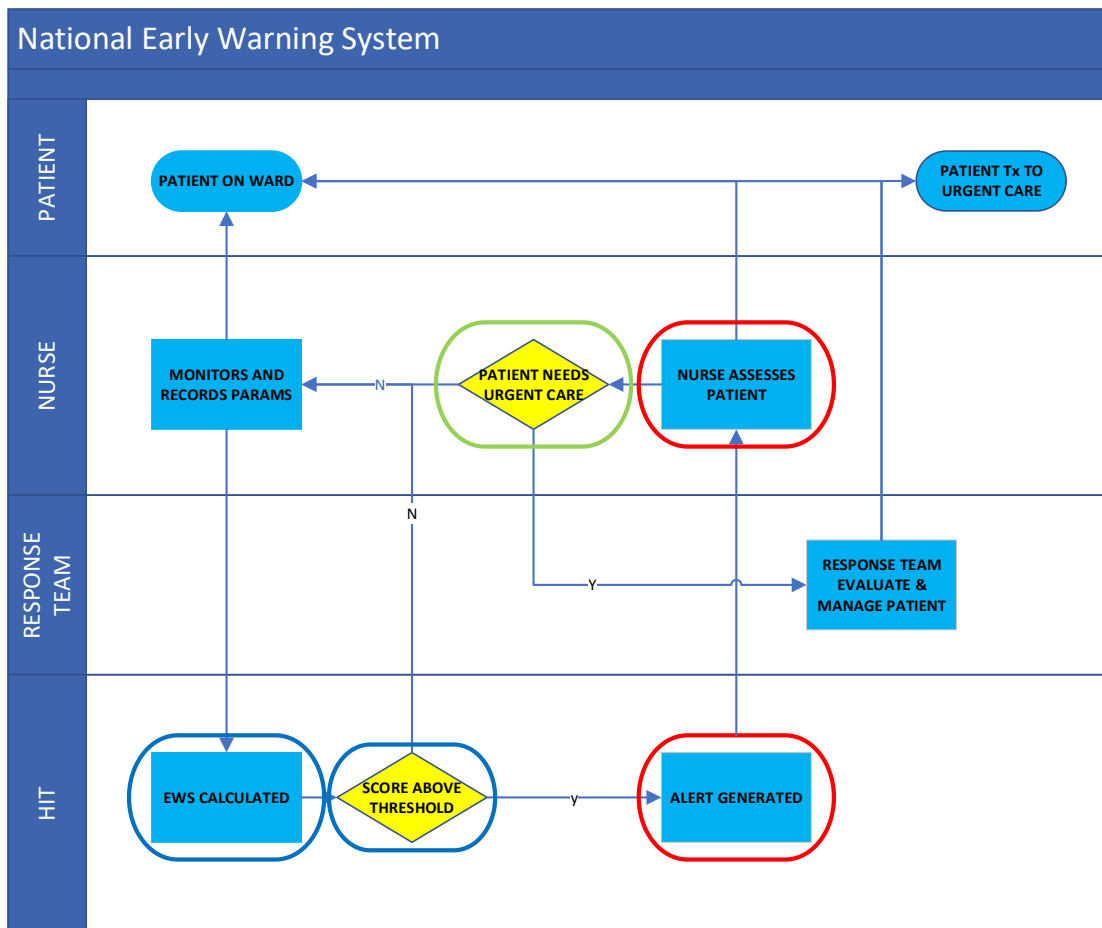 National Early Warning System
PATIENT
PATIENT ON WARD
PATIENT Tx TO
URGENT CARE
NURSE
MONITORS AND
RECORDS PARAMS
N
PATIENT NEEDS
URGENT CARE
NURSE ASSESSES
PATIENT
RESPONSE
TEAM
N
Y
RESPONSE TEAM
EVALUATE &
MANAGE PATIENT
HIT
EWS CALCULATED
SCORE ABOVE
THRESHOLD
y
ALERT GENERATED